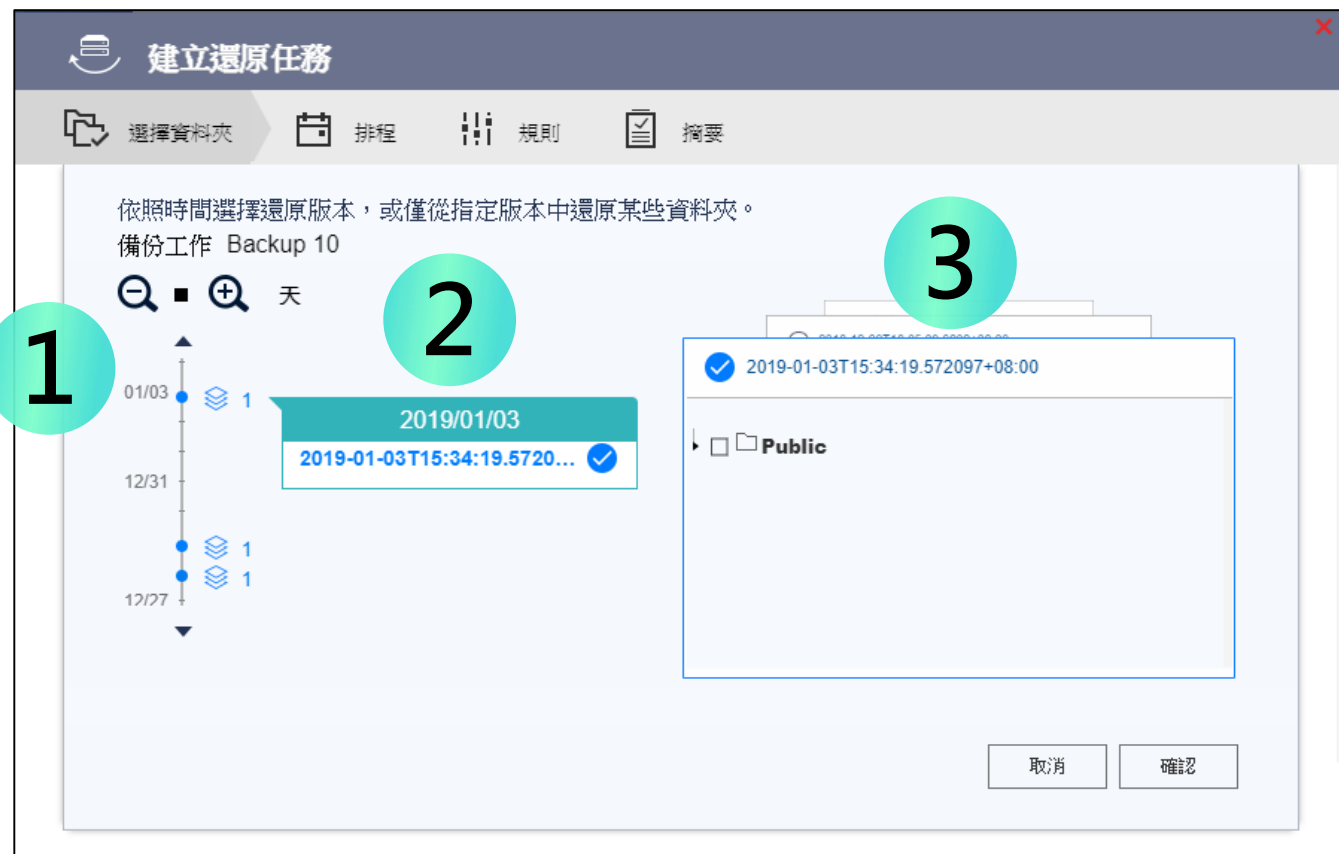 建立還原任務
選擇資料夾
排程
規則
摘要
依照時間選擇還原版本，或僅從指定版本中還原某些資料夾。
備份工作 Backup 10
天
1
2
3
01/03
1
12/31
1
1
12/27
2019/01/03
2019-01-03T15:34:19.5720...
2019-01-03T15:34:19.572097+08:00
Public
取消
確認